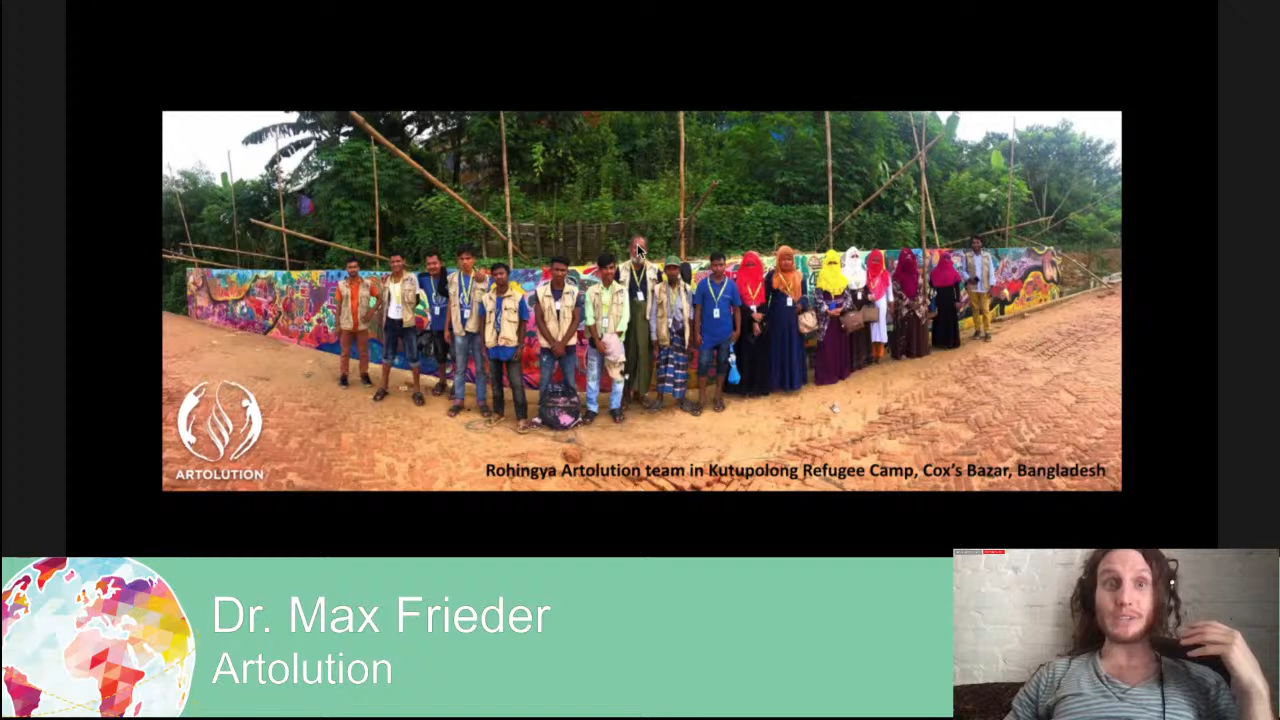 ARTOLUTION
Rohingya Artolution team in Kutupolong Refugee Camp, Cox's Bazar, Bangladesh
Dr. Max Frieder
Artolution